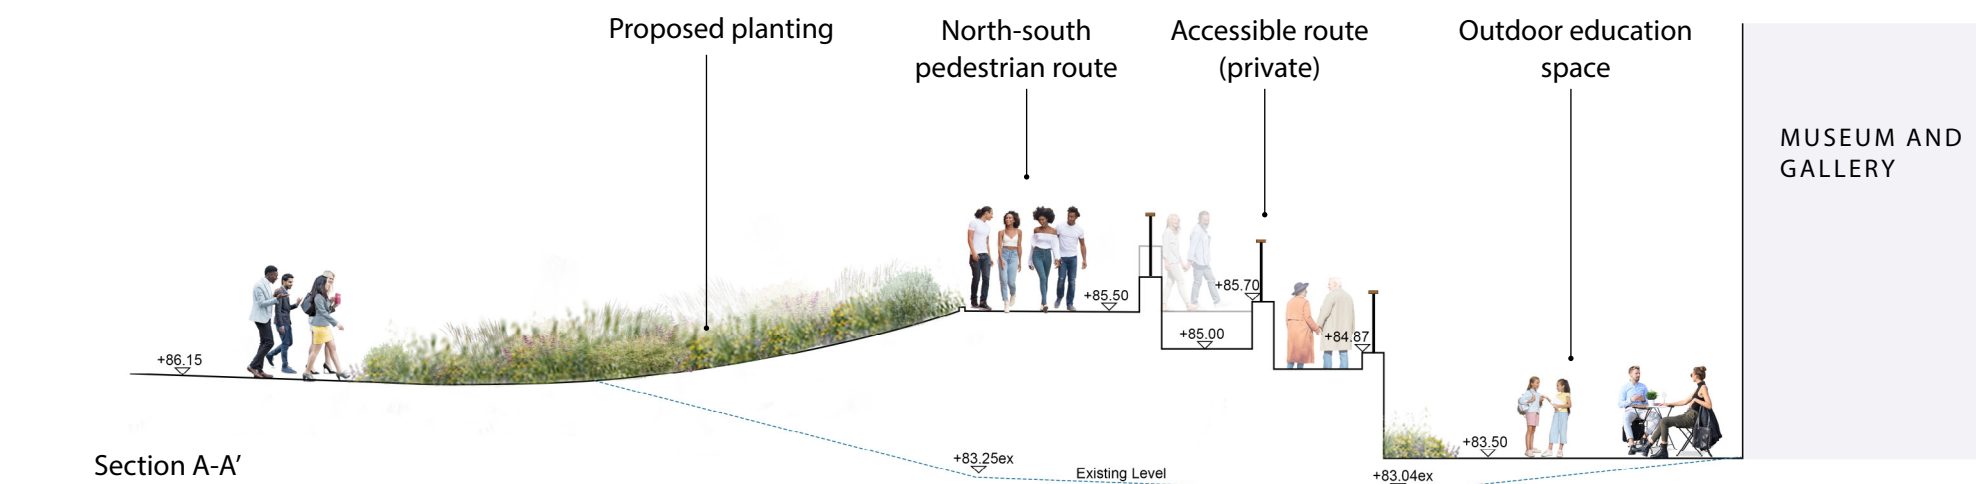 Proposed planting
North-south
pedestrian route
Accessible route
(private)
Outdoor education
space
MUSEUM AND
GALLERY
+86.15
+85.50
+85.70
+85.00
+84.87
+83.50
+83.25ex
Existing Level
+83.04ex
Section A-A’